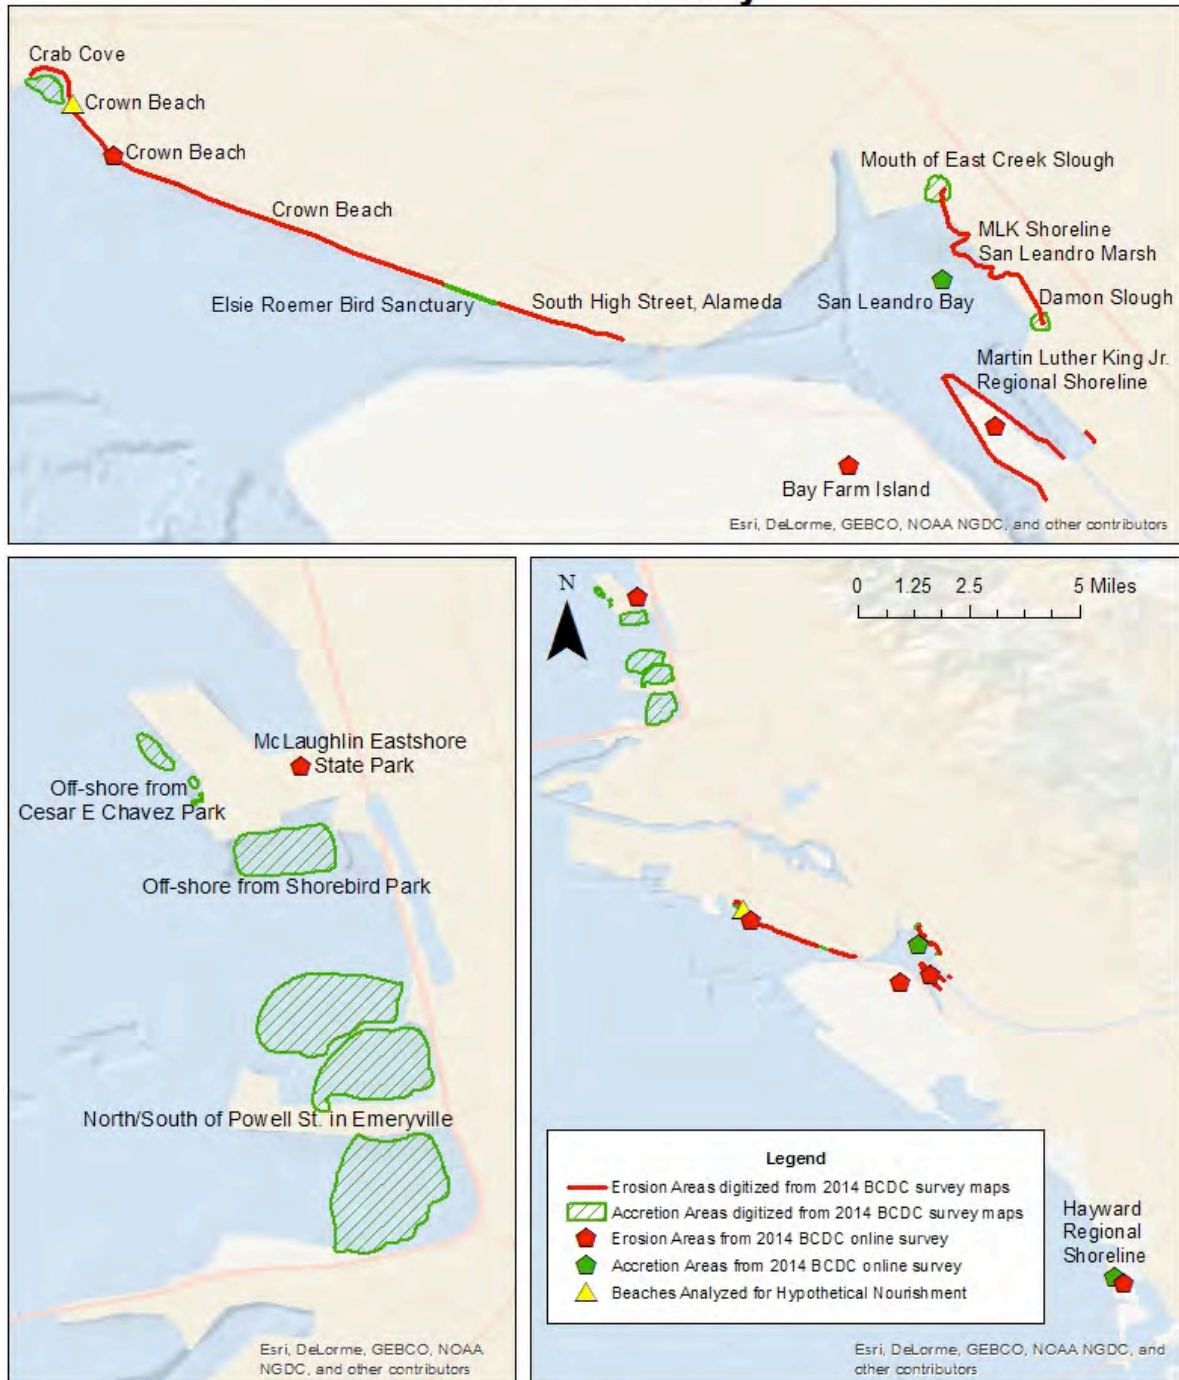 Crab Cove
Crown Beach
Crown Beach
Crown Beach
Mouth of East Creek Slough
MLK Shoreline
San Leandro Marsh
Elsie Roemer Bird Sanctuary
South High Street, Alameda
San Leandro Bay
Damon Slough
Martin Luther King Jr.
Regional Shoreline
Bay Farm Island
Esri, DeLorme, GEBCO, NOAA NGDC, and other contributors
McLaughlin Eastshore
State Park
Off-shore from
Cesar E Chavez Park
Off-shore from Shorebird Park
North/South of Powell St. in Emeryville
Esri, DeLorme, GEBCO, NOAA
NGDC, and other contributors
N
0 1.25 2.5 5 Miles
Legend
Erosion Areas digitized from 2014 BCDC survey maps
Accretion Areas digitized from 2014 BCDC survey maps
Erosion Areas from 2014 BCDC online survey
Accretion Areas from 2014 BCDC online survey
Beaches Analyzed for Hypothetical Nourishment
Hayward
Regional
Shoreline
Esri, DeLorme, GEBCO, NOAA NGDC, and
other contributors